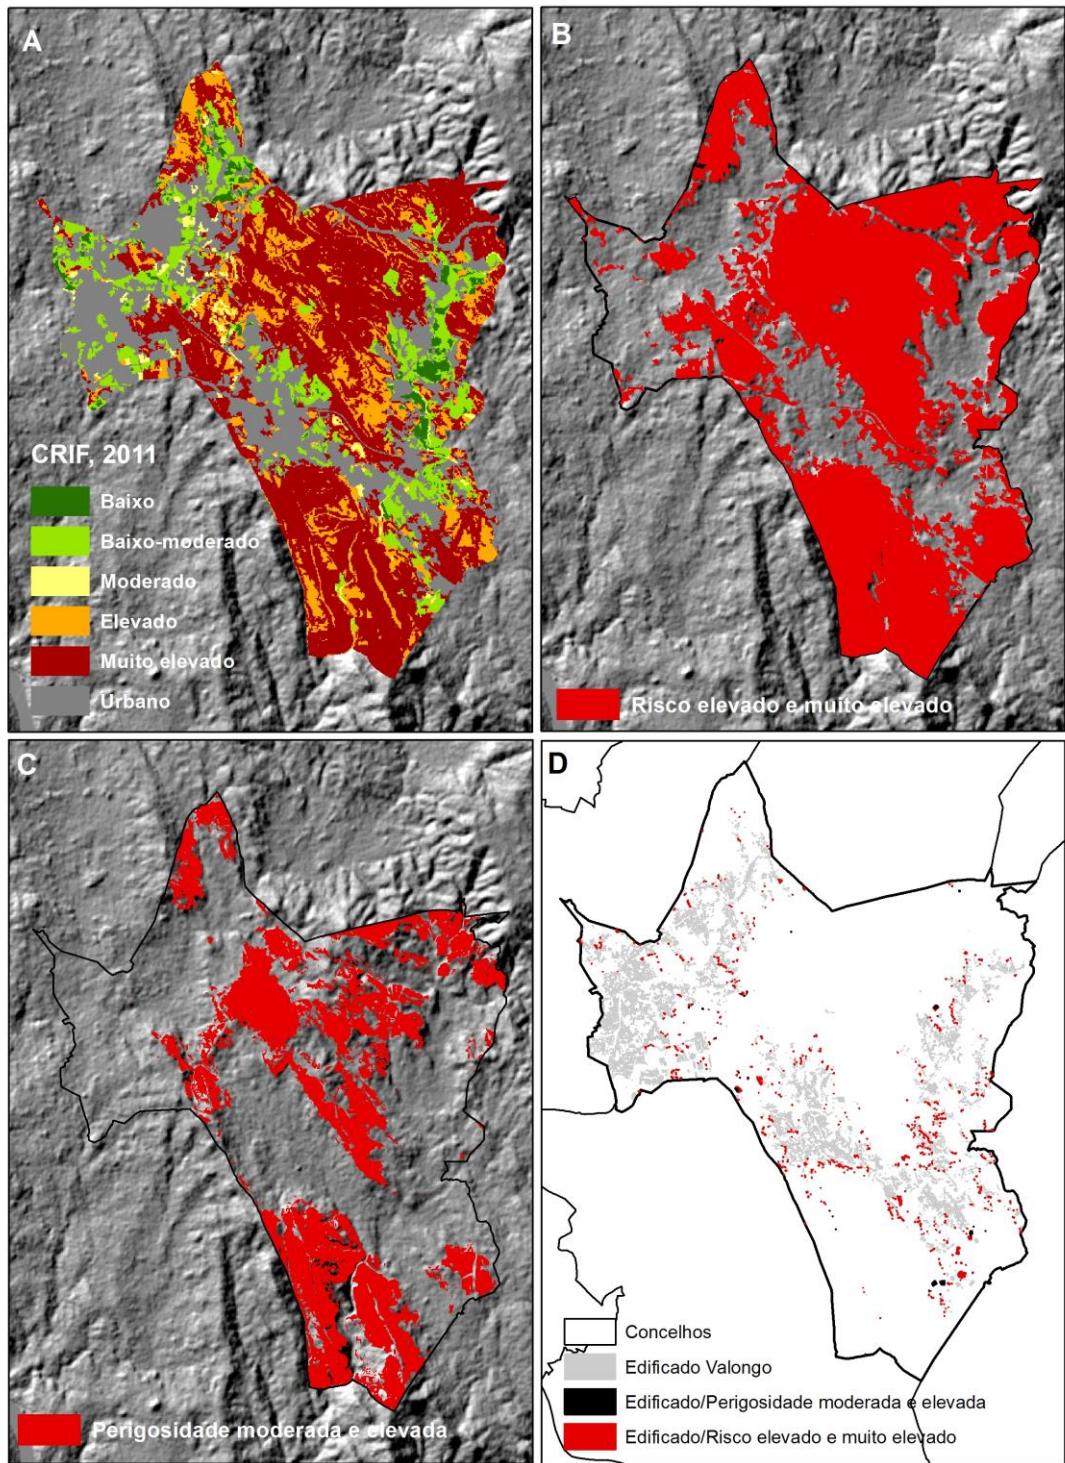 A
CRIF, 2011
Baixo
Baixo-moderado
Moderado
Elevado
Muito elevado
Urbano
B
Risco elevado e muito elevado
C
Perigosidade moderada e elevada
D
Concelhos
Edificado Valongo
Edificado/Perigosidade moderada e elevada
Edificado/Risco elevado e muito elevado